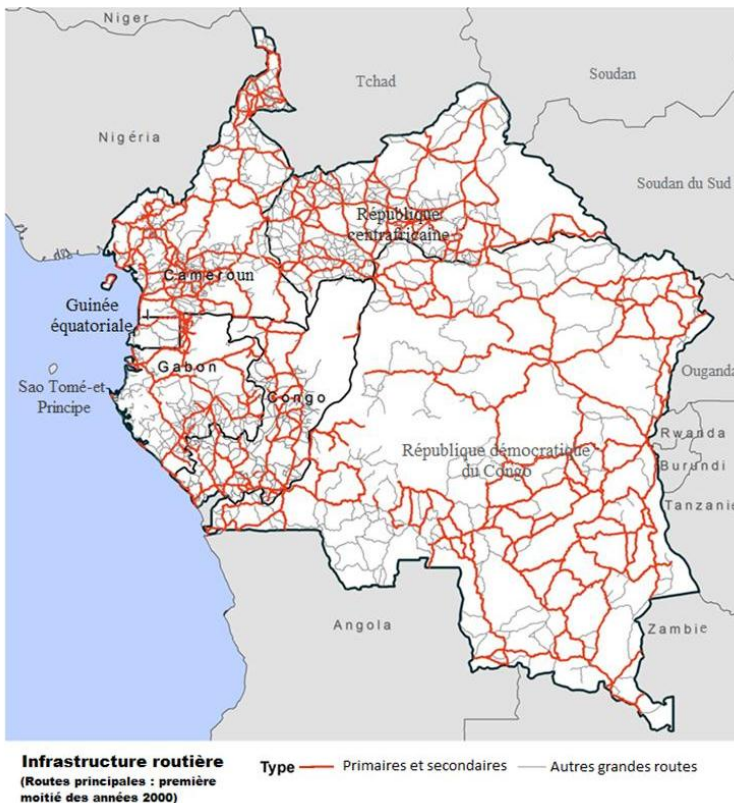 Niger
Tchad
Soudan
Nigéria
Soudan du Sud
République
centrafricaine
Cameroun
Guinée
équatoriale
Gabon
Congo
Ouganda
Sao Tomé-et-
Principe
République démocratique
du Congo
Rwanda
Burundi
Tanzanie
Angola
Zambie
Infrastructure routière
(Routes principales : première
moitié des années 2000)
Type Primaires et secondaires Autres grandes routes